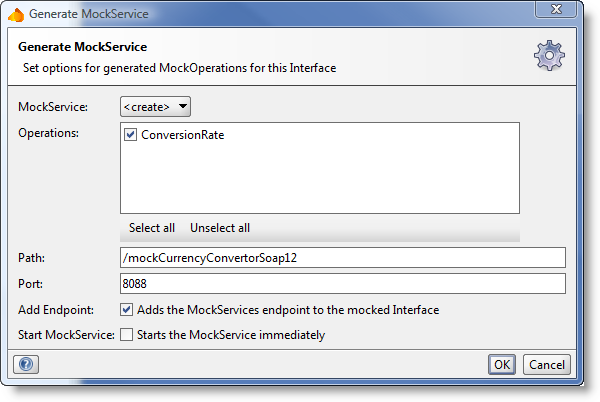 Generate MockService
Generate MockService
Set options for generated MockOperations for this Interface
MockService: <create>
Operations: ConversionRate
Select all Unselect all
Path: /mockCurrencyConvertorSoap12
Port: 8088
Add Endpoint: Adds the MockServices endpoint to the mocked Interface
Start MockService: Starts the MockService immediately
? OK Cancel